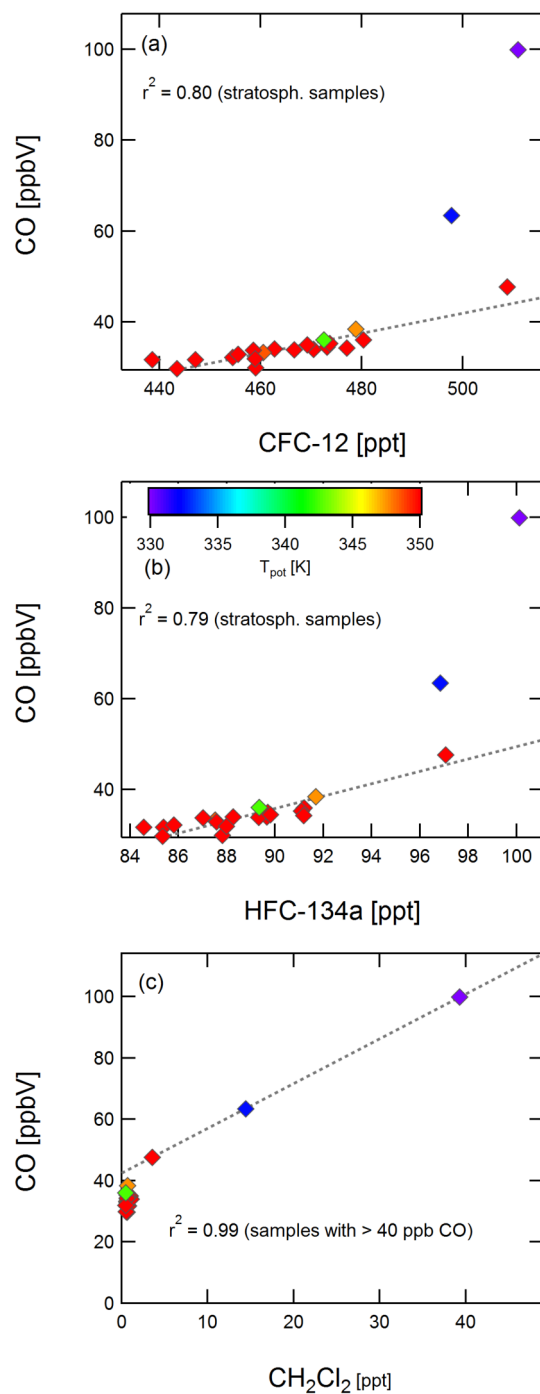 (a)
r² = 0.80 (stratosph. samples)
CO [ppbV]
100
80
60
40
440 460 480 500
CFC-12 [ppt]
330 335 340 345 350
T_pot [K]
(b)
r² = 0.79 (stratosph. samples)
CO [ppbV]
100
80
60
40
84 86 88 90 92 94 96 98 100
HFC-134a [ppt]
(c)
CO [ppbV]
100
80
60
40
20
0
r² = 0.99 (samples with > 40 ppb CO)
0 10 20 30 40
CH₂Cl₂ [ppt]